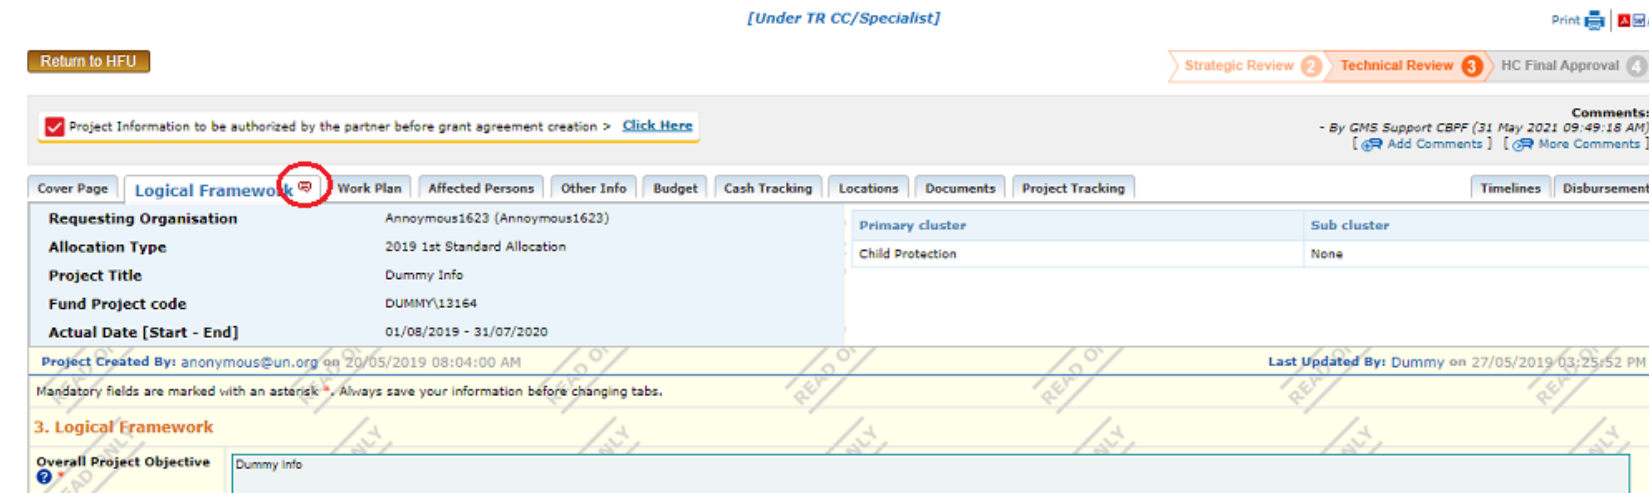 [Under TR CC/Specialist]
Print
Return to HFU
Strategic Review 2 Technical Review 3 HC Final Approval 4
Project Information to be authorized by the partner before grant agreement creation > Click Here
Comments:
- By GMS Support CBPF (31 May 2021 09:49:18 AM)
[ Add Comments ] [ More Comments ]
Cover Page Logical Framework Work Plan Affected Persons Other Info Budget Cash Tracking Locations Documents Project Tracking Timelines Disbursement
Requesting Organisation Annoymous1623 (Annoymous1623)
Allocation Type 2019 1st Standard Allocation
Project Title Dummy Info
Fund Project code DUMMY\13164
Actual Date [Start - End] 01/08/2019 - 31/07/2020
Primary cluster Sub cluster
Child Protection None
Project Created By: anonymous@un.org on 20/05/2019 08:04:00 AM Last Updated By: Dummy on 27/05/2019 03:25:52 PM
Mandatory fields are marked with an asterisk *. Always save your information before changing tabs.
3. Logical Framework
Overall Project Objective
? *
Dummy Info
READ ONLY